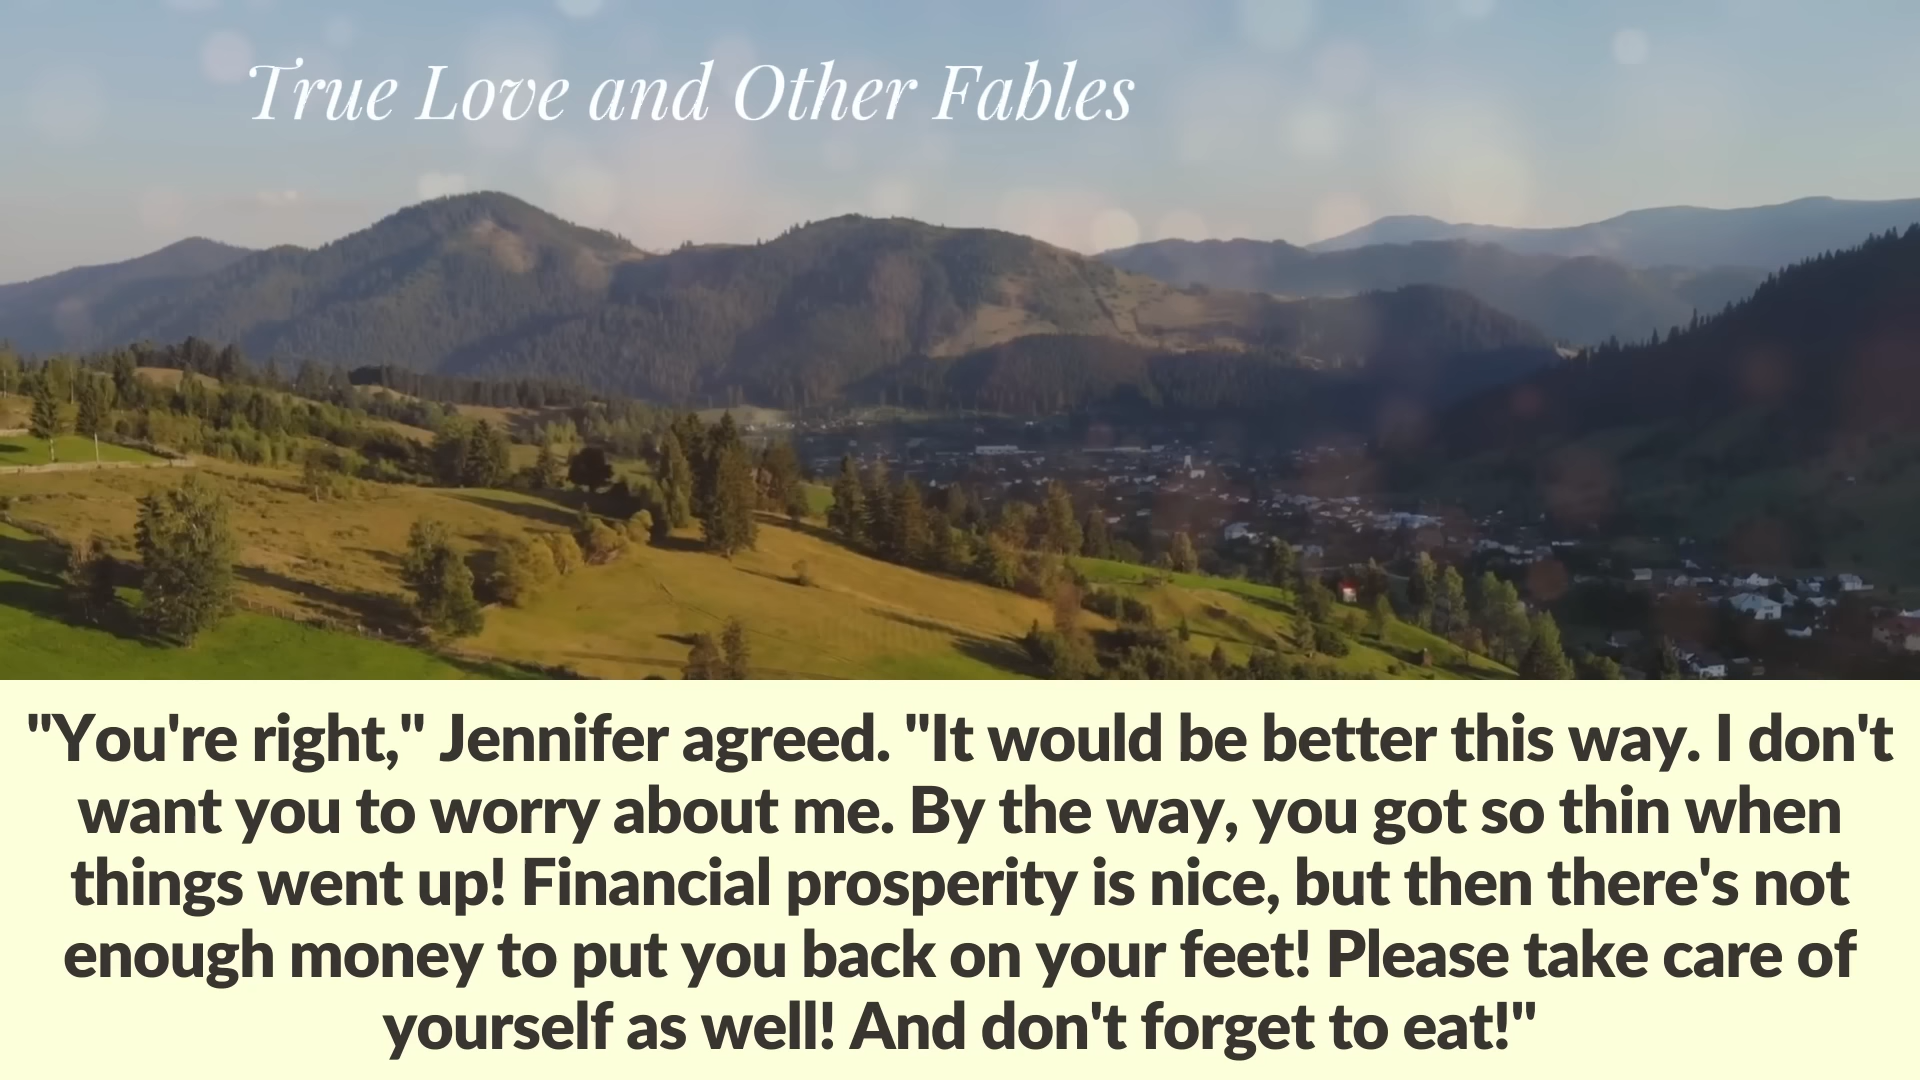 True Love and Other Fables
"You're right," Jennifer agreed. "It would be better this way. I don't
want you to worry about me. By the way, you got so thin when
things went up! Financial prosperity is nice, but then there's not
enough money to put you back on your feet! Please take care of
yourself as well! And don't forget to eat!"